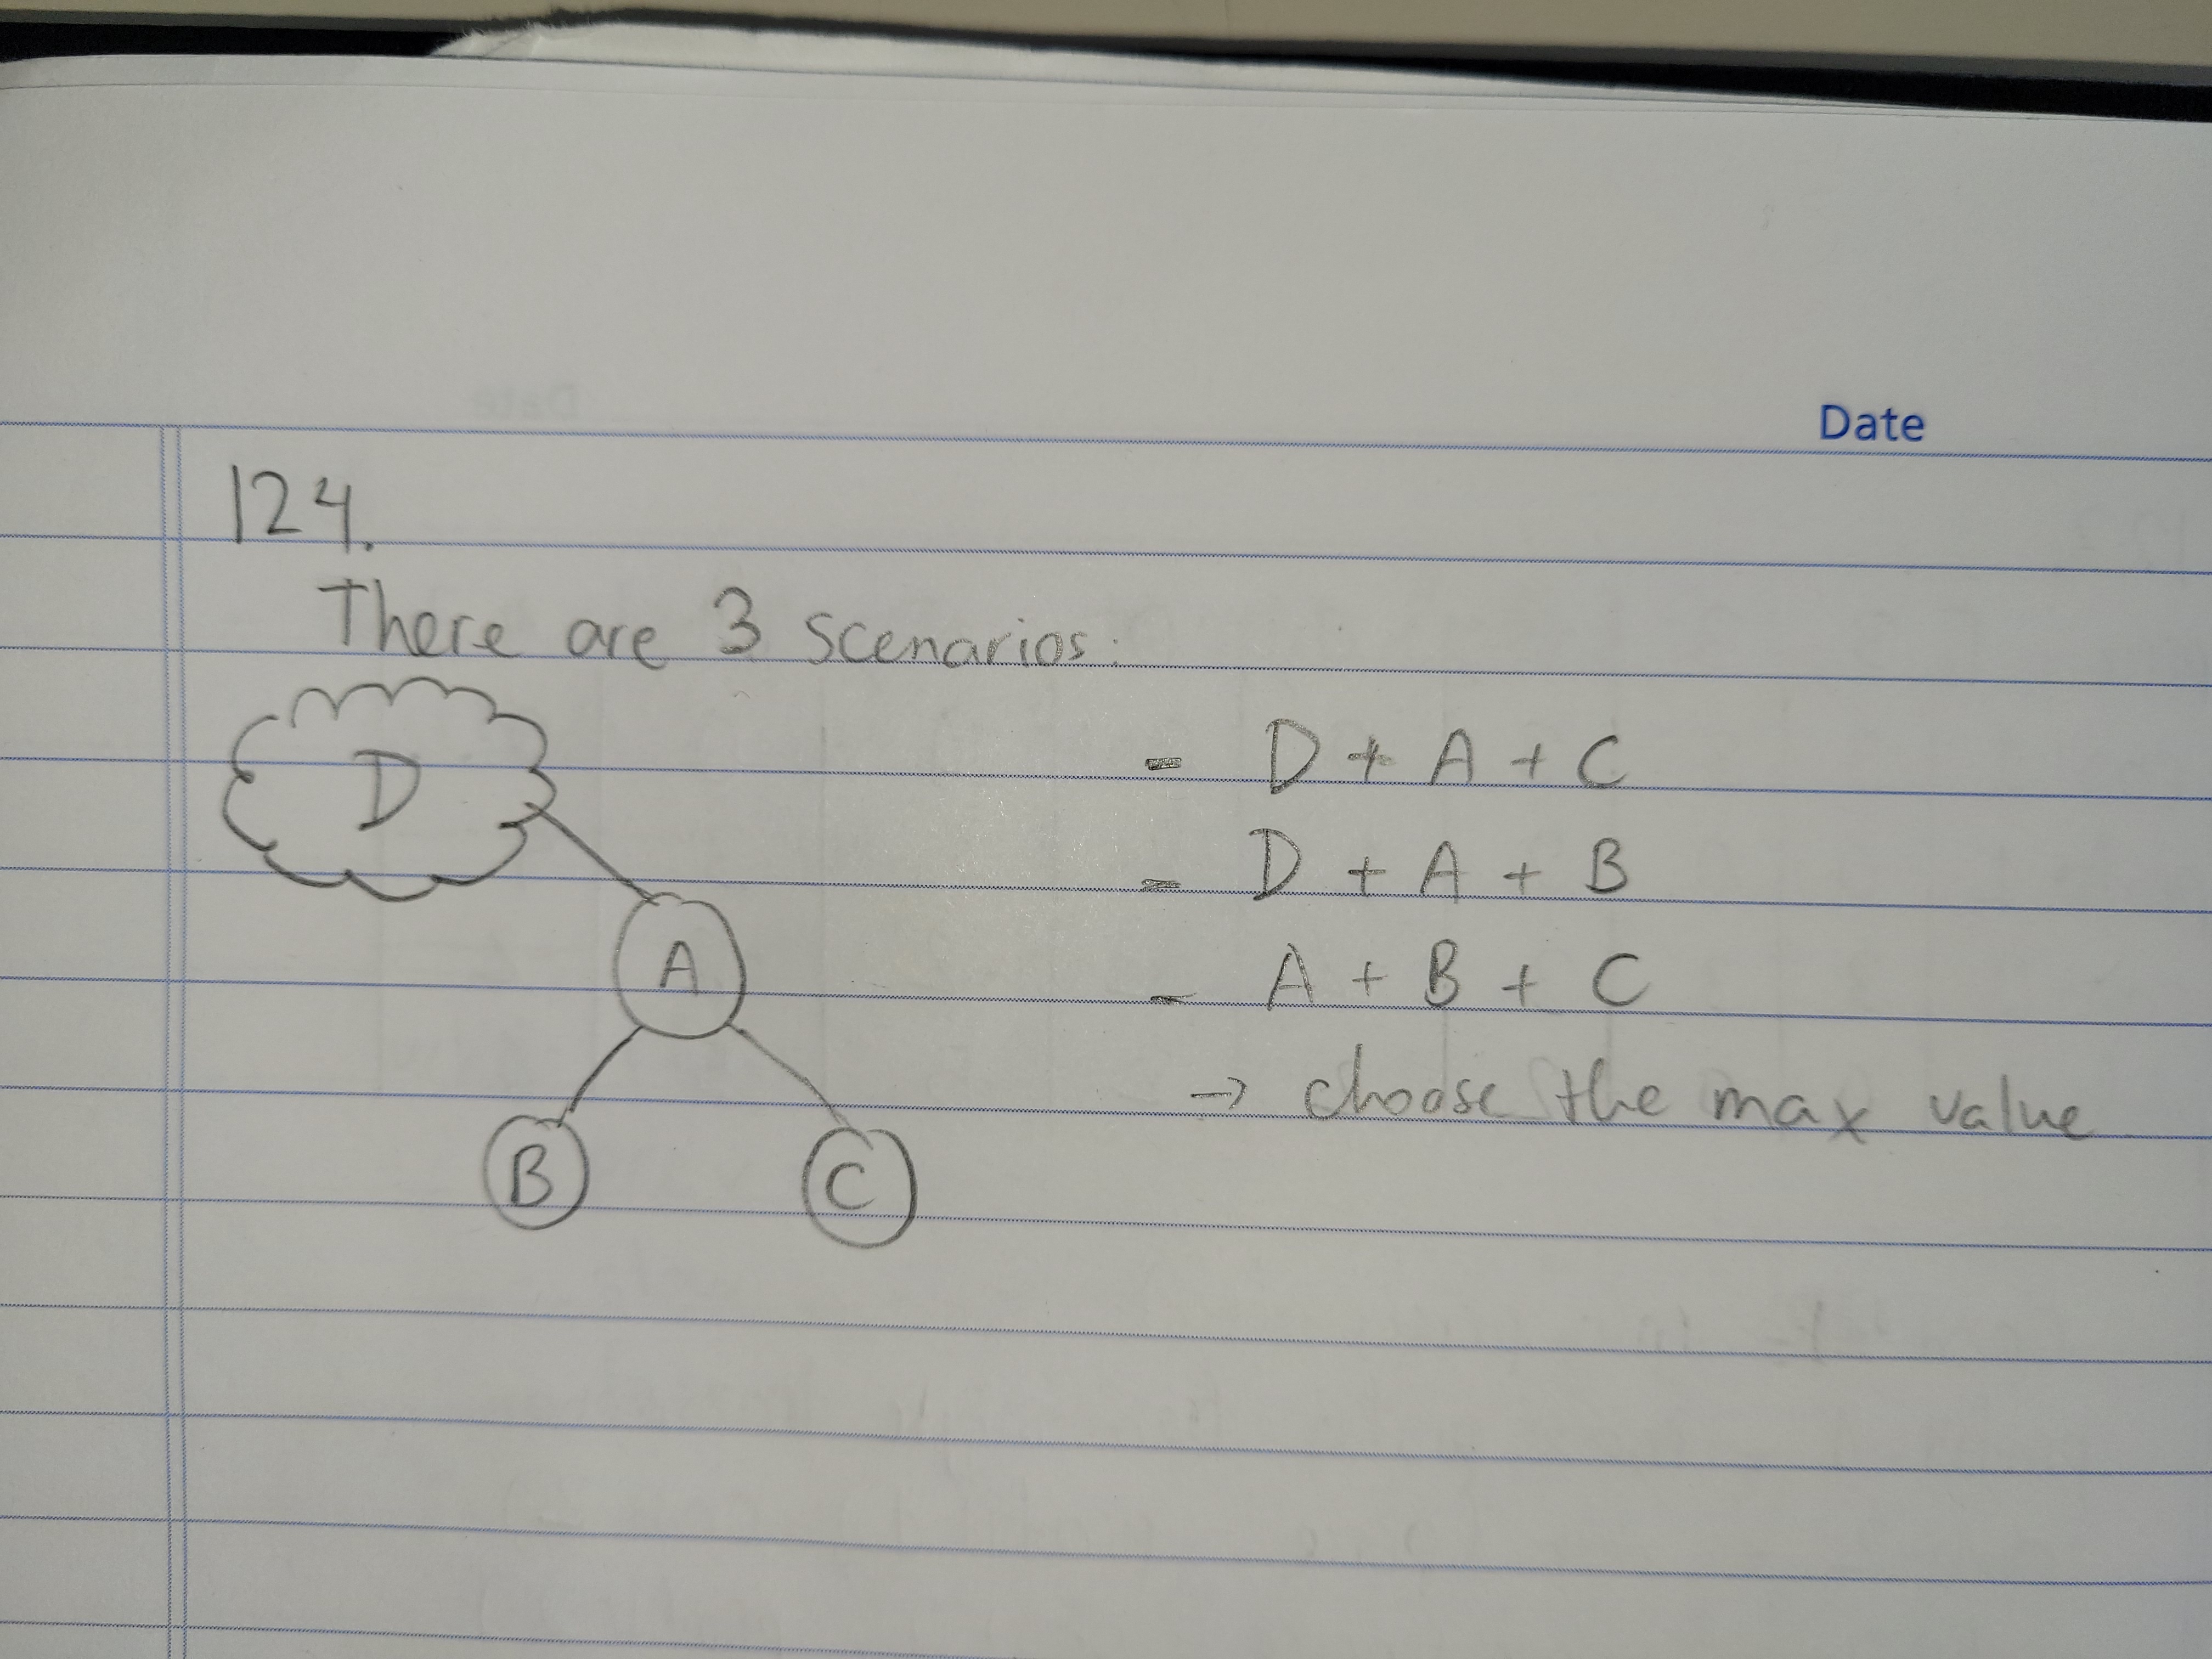 Date
124.
There are 3 scenarios:
D
- D + A + C
- D + A + B
A
- A + B + C
→ choose the max value
B
C